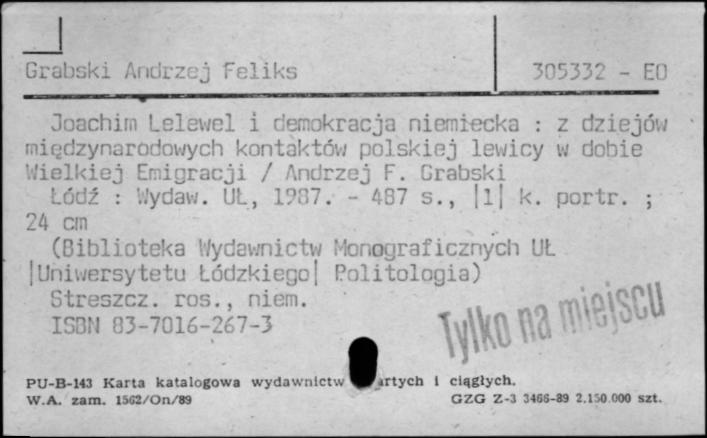 Grabski Andrzej Feliks
305332 - EO
Joachim Lelewel i demokracja niemiecka : z dziejów
międzynarodowych kontaktów polskiej lewicy w dobie
Wielkiej Emigracji / Andrzej F. Grabski
Łódź : Wydaw. UŁ, 1987. - 487 s., |1| k. portr. ;
24 cm
(Biblioteka Wydawnictw Monograficznych UŁ
|Uniwersytetu Łódzkiego| Politologia)
Streszcz. ros., niem.
ISBN 83-7016-267-3
Tylko na miejscu
PU-B-143 Karta katalogowa wydawnictw artych i ciągłych.
W.A. zam. 1562/On/89
GZG Z-3 3466-89 2.150.000 szt.